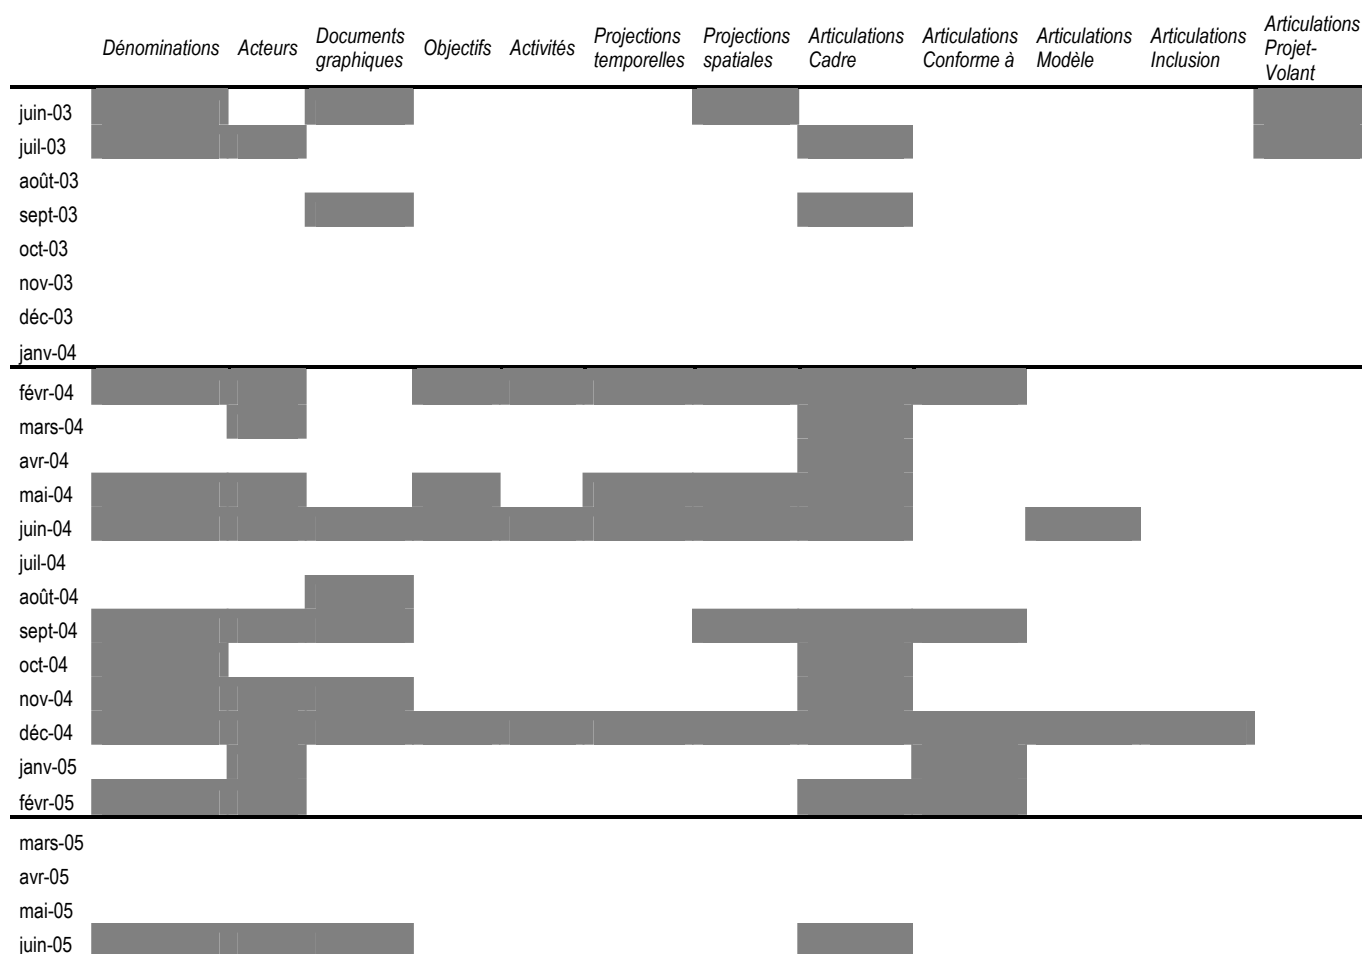 Dénominations Acteurs Documents graphiques Objectifs Activités Projections temporelles Projections spatiales Articulations Cadre Articulations Conforme à Articulations Modèle Articulations Inclusion Articulations Projet-Volant
juin-03
juil-03
août-03
sept-03
oct-03
nov-03
déc-03
janv-04
févr-04
mars-04
avr-04
mai-04
juin-04
juil-04
août-04
sept-04
oct-04
nov-04
déc-04
janv-05
févr-05
mars-05
avr-05
mai-05
juin-05